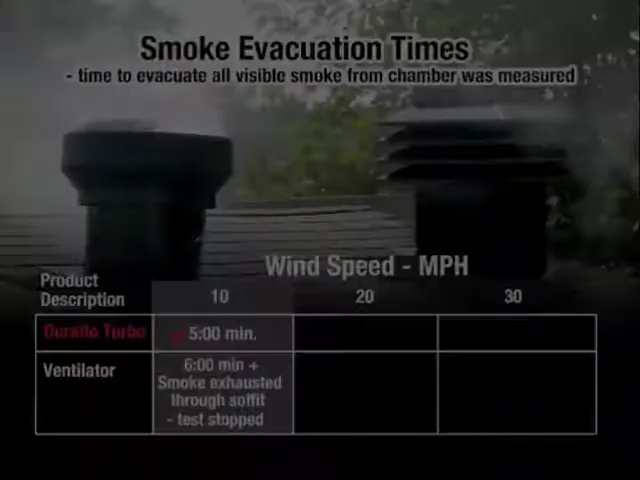 Smoke Evacuation Times
- time to evacuate all visible smoke from chamber was measured
Wind Speed - MPH
Product
Description
10
20
30
Duraflo Turbo
5:00 min.
Ventilator
6:00 min +
Smoke exhausted
through soffit
- test stopped